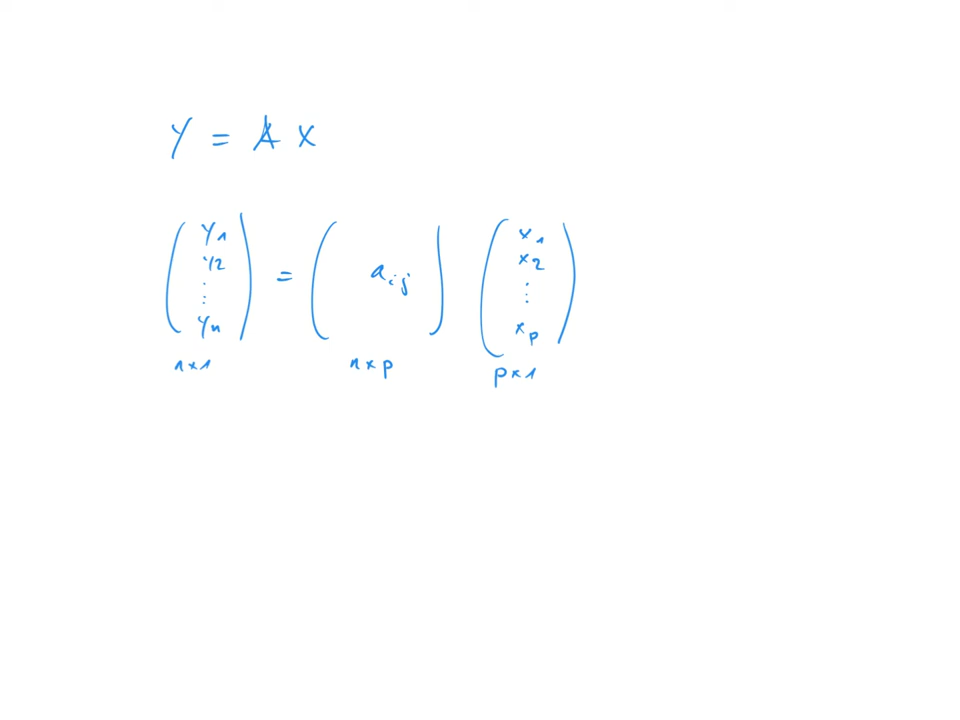 Y = A X
( y1 y2 ⋮ yn ) = ( aij ) ( x1 x2 ⋮ xp )
n×1 n×p p×1